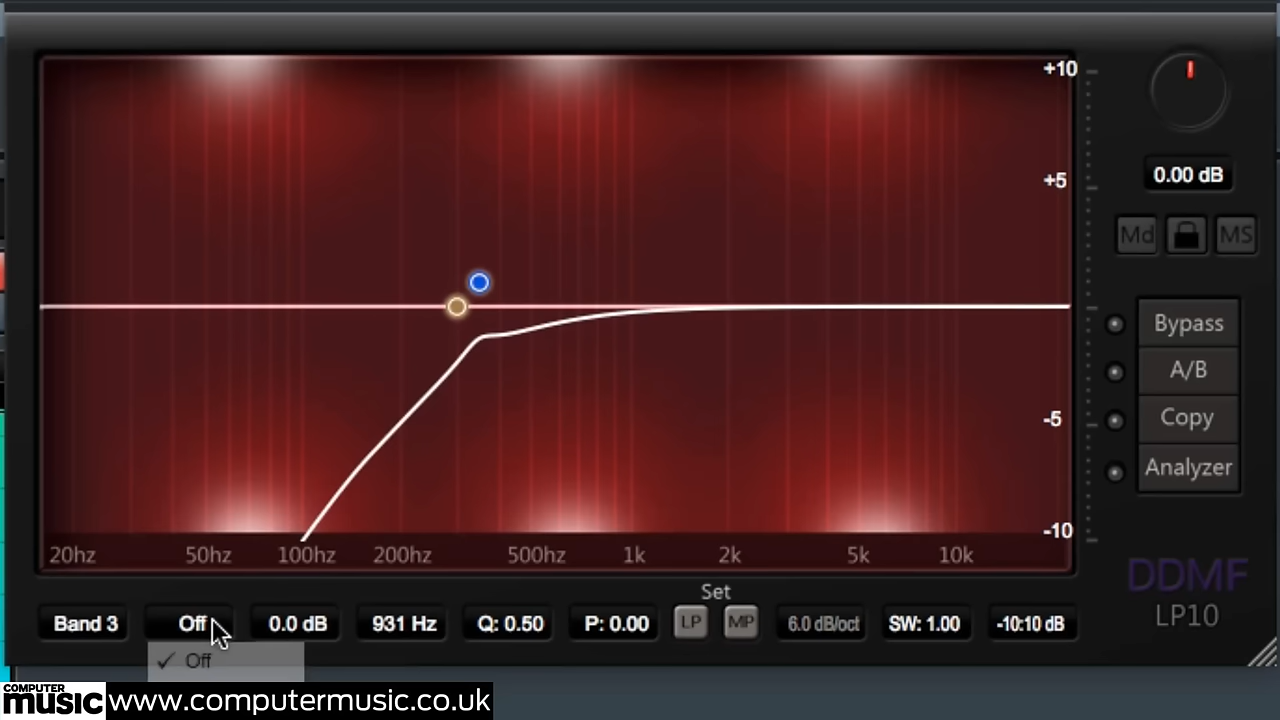 +10
+5
-5
-10
20hz 50hz 100hz 200hz 500hz 1k 2k 5k 10k
0.00 dB
Md MS
Bypass
A/B
Copy
Analyzer
DDMF
LP10
Set
Band 3 Off 0.0 dB 931 Hz Q: 0.50 P: 0.00 LP MP 6.0 dB/oct SW: 1.00 -10:10 dB
✓ Off
COMPUTER
music www.computermusic.co.uk